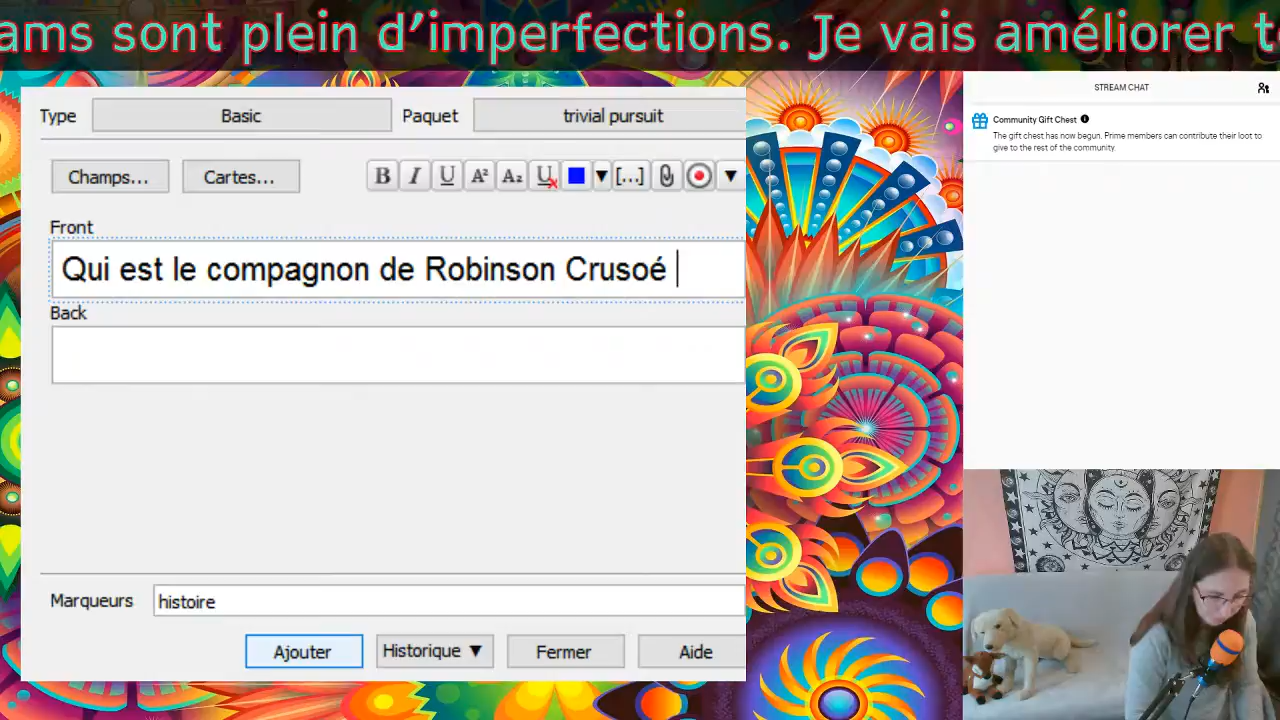 ams sont plein d’imperfections. Je vais améliorer t
STREAM CHAT
Type Basic Paquet trivial pursuit
Community Gift Chest
The gift chest has now begun. Prime members can contribute their loot to
give to the rest of the community.
Champs... Cartes... B I U A² A₂ U [...]
Front
Qui est le compagnon de Robinson Crusoé
Back
Marqueurs histoire
Ajouter Historique ▼ Fermer Aide